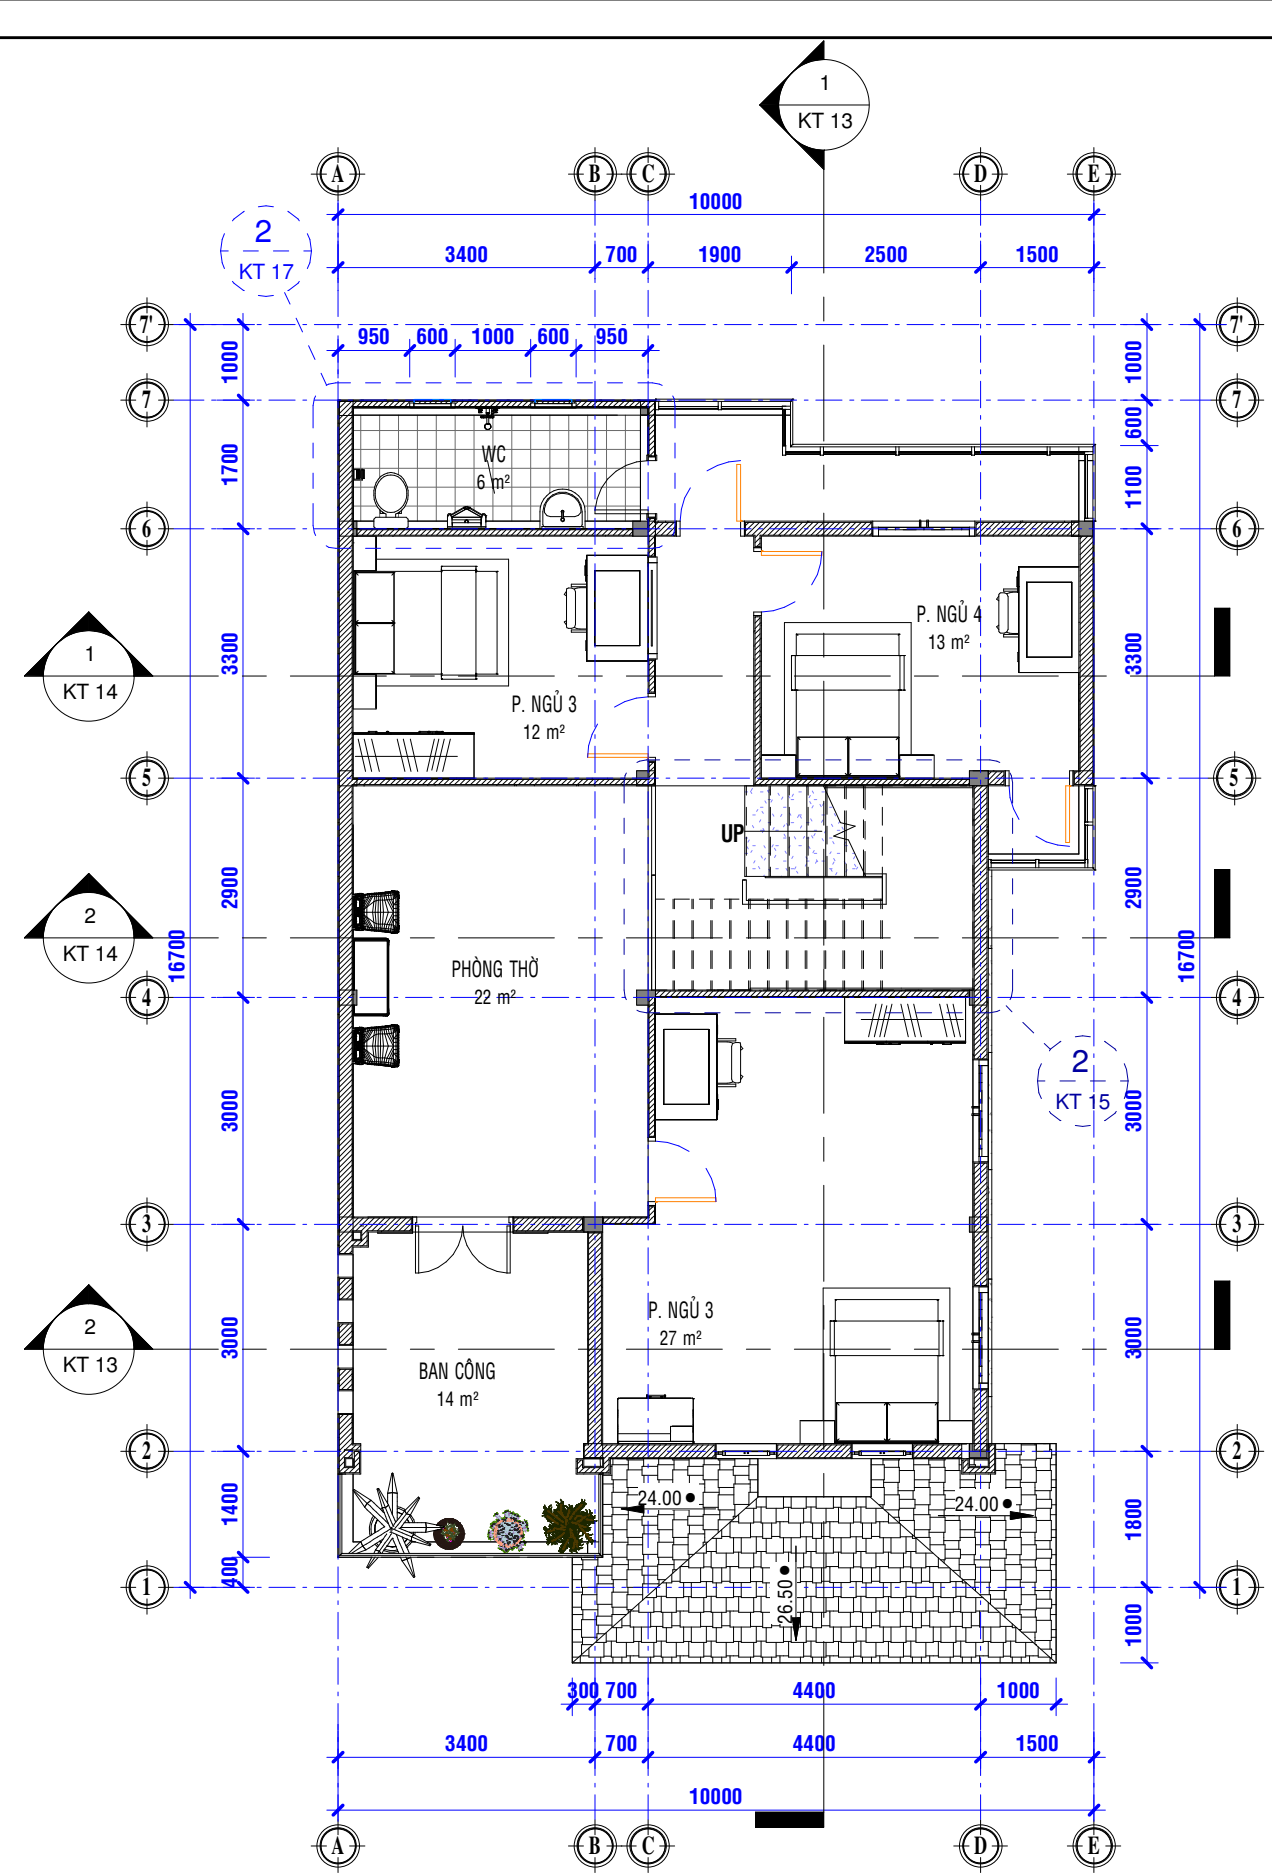 1
KT 13
A B C D E
10000
2
KT 17
3400 700 1900 2500 1500
7' 7'
950 600 1000 600 950
1000 1000
7 7
600
WC
6 m²
1700
1100
6 6
P. NGỦ 4
13 m²
1
KT 14
3300 3300
P. NGỦ 3
12 m²
5 5
UP
2900 2900
2
KT 14
16700 16700
PHÒNG THỜ
22 m²
4 4
2
KT 15
3000 3000
3 3
P. NGỦ 3
27 m²
2
KT 13
3000 3000
BAN CÔNG
14 m²
2 2
24.00 24.00
1400 1800
400
26.50
1 1
1000
300 700 4400 1000
3400 700 4400 1500
10000
A B C D E